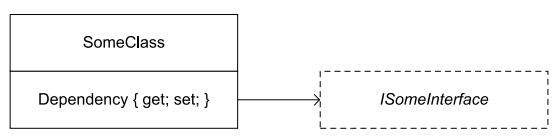 SomeClass
Dependency { get; set; }
ISomeInterface